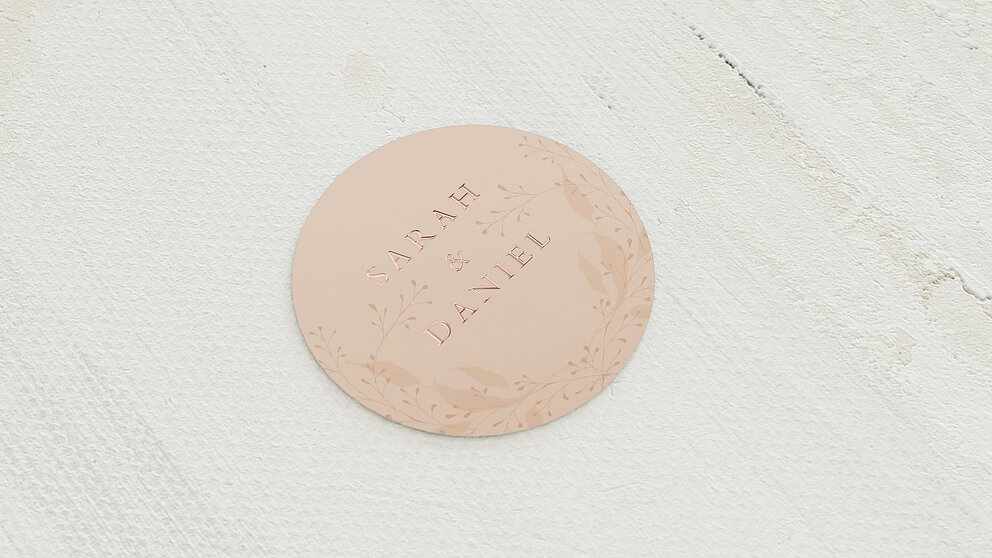 SARAH
&
DANIEL